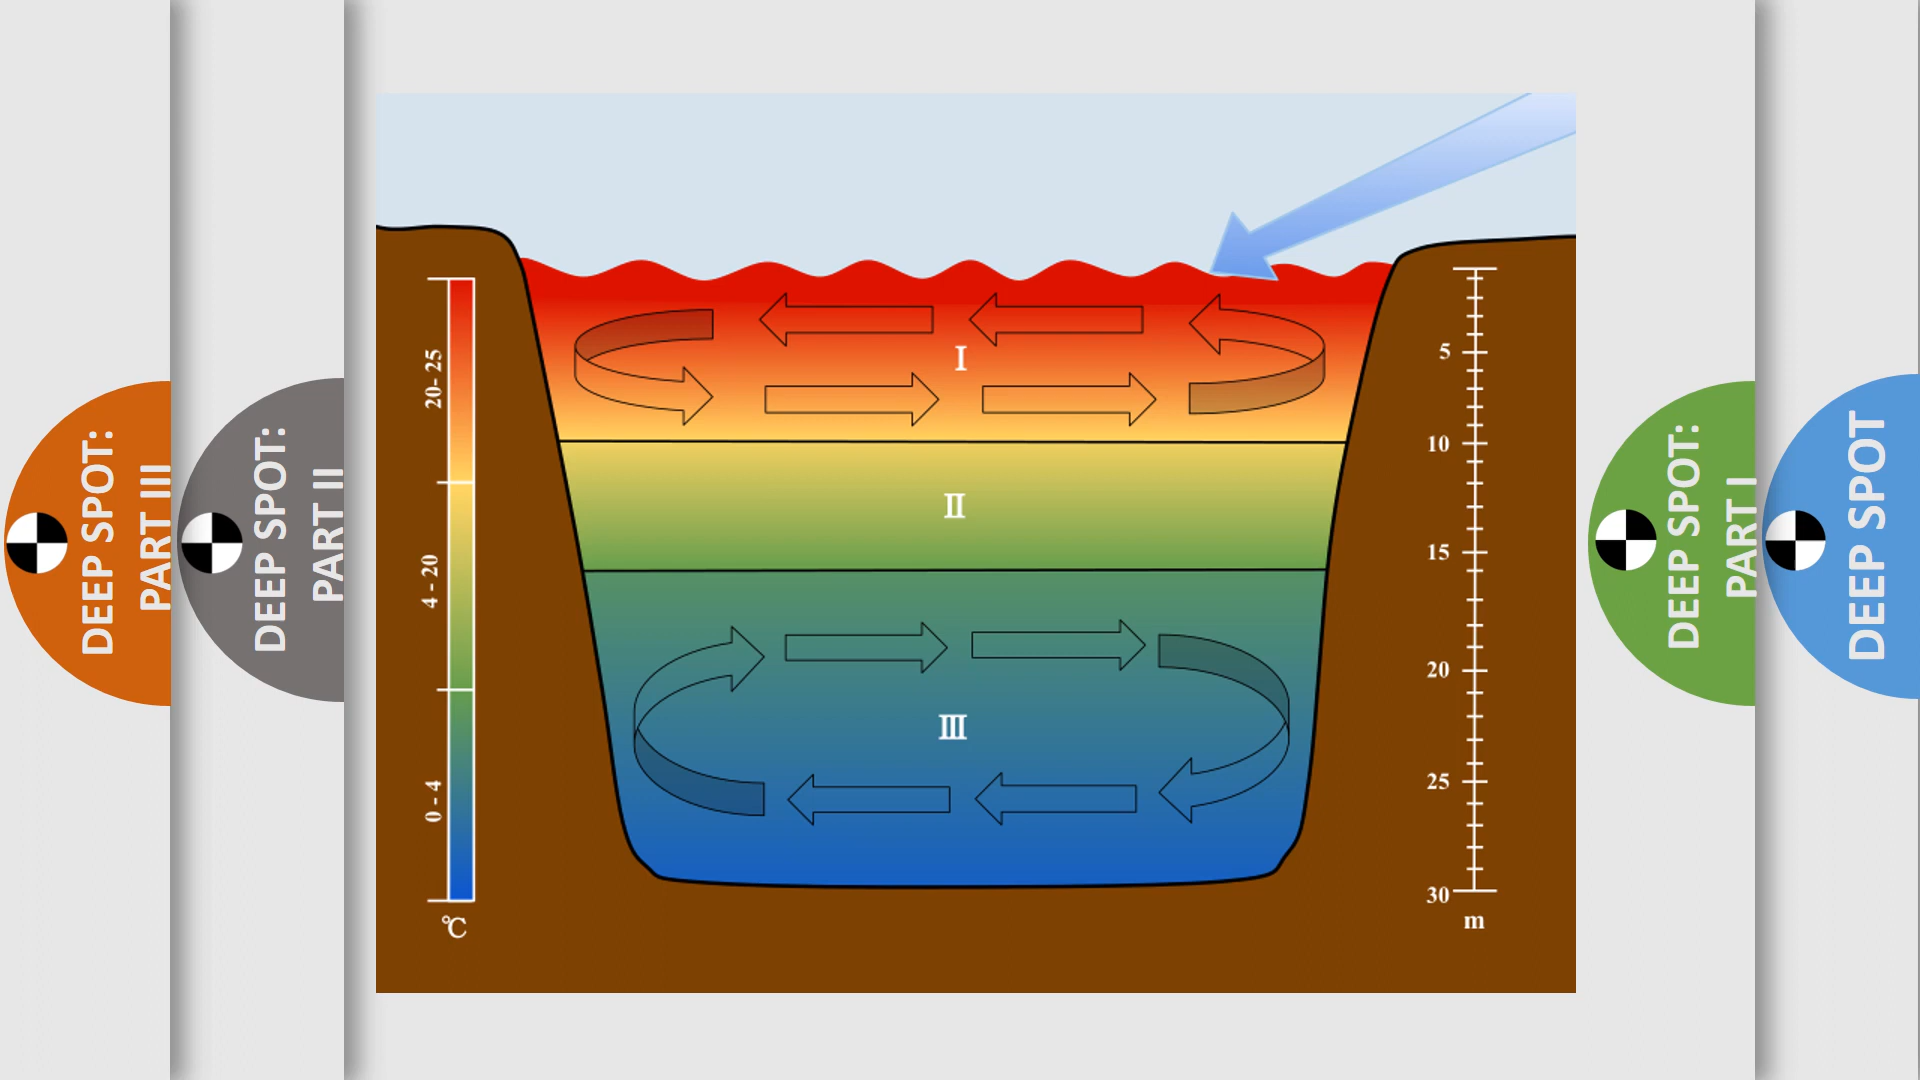 DEEP SPOT:
PART III
DEEP SPOT:
PART II
20-25
4-20
0-4
℃
I
II
III
5
10
15
20
25
30
m
DEEP SPOT:
PART I
DEEP SPOT